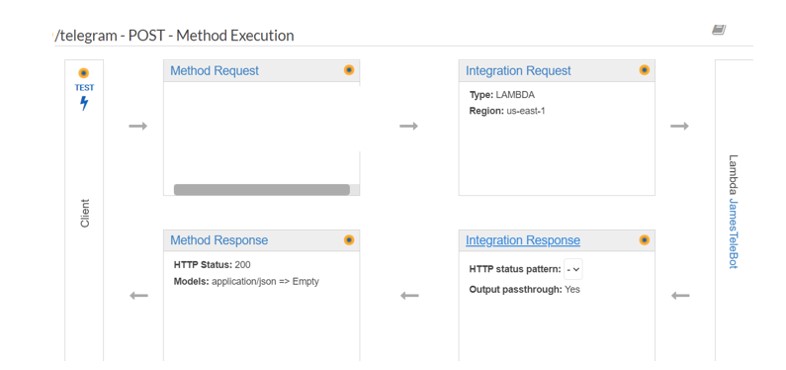 /telegram - POST - Method Execution
TEST
Client
Method Request
Integration Request
Type: LAMBDA
Region: us-east-1
Lambda JamesTeleBot
Method Response
HTTP Status: 200
Models: application/json => Empty
Integration Response
HTTP status pattern: -
Output passthrough: Yes